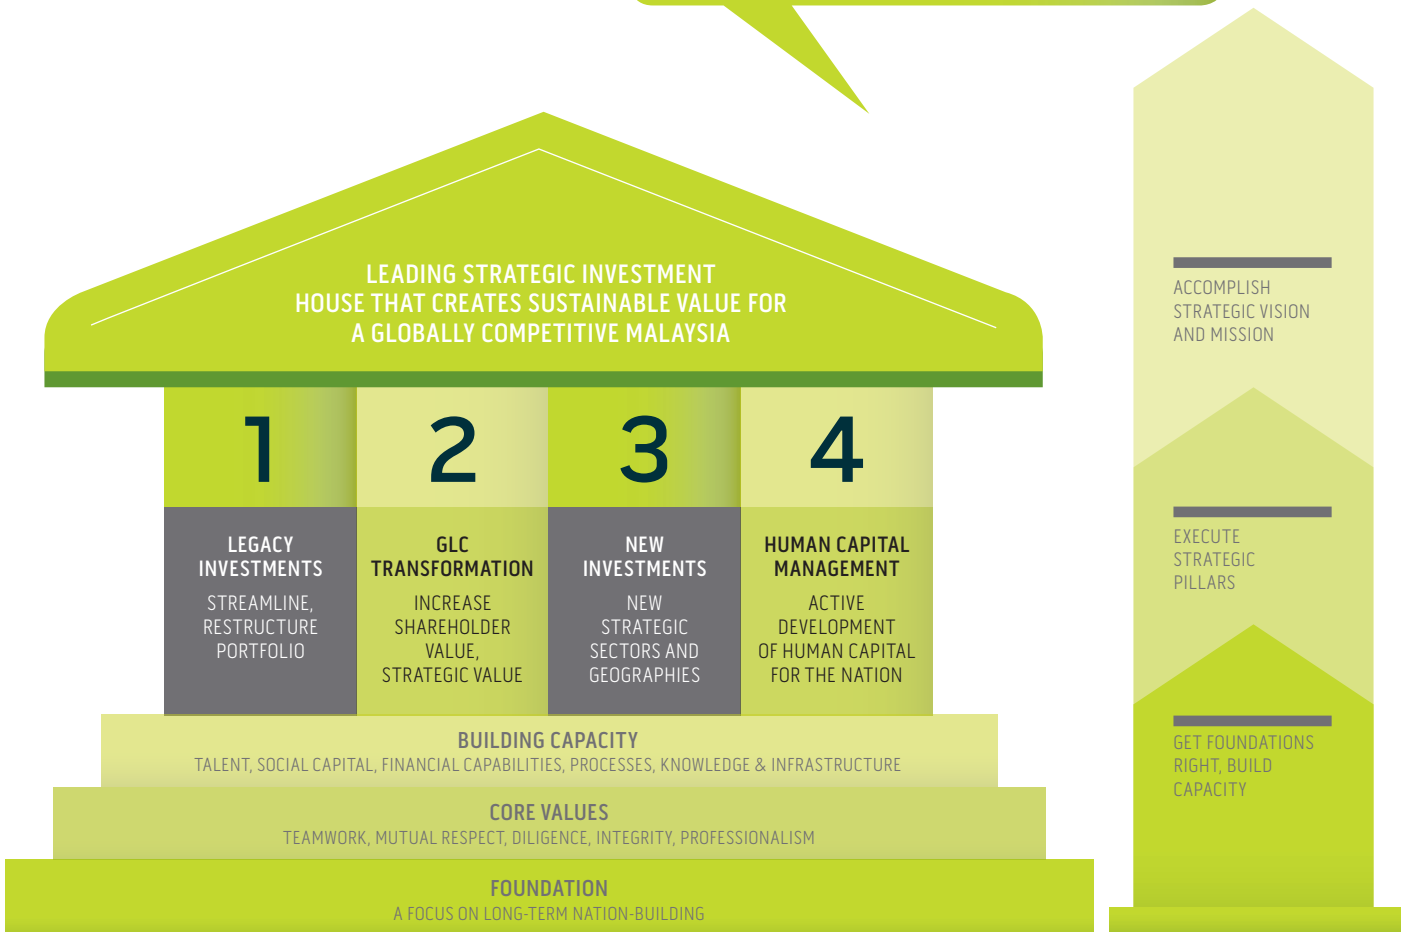 LEADING STRATEGIC INVESTMENT
HOUSE THAT CREATES SUSTAINABLE VALUE FOR
A GLOBALLY COMPETITIVE MALAYSIA
1
LEGACY
INVESTMENTS
STREAMLINE,
RESTRUCTURE
PORTFOLIO
2
GLC
TRANSFORMATION
INCREASE
SHAREHOLDER
VALUE,
STRATEGIC VALUE
3
NEW
INVESTMENTS
NEW
STRATEGIC
SECTORS AND
GEOGRAPHIES
4
HUMAN CAPITAL
MANAGEMENT
ACTIVE
DEVELOPMENT
OF HUMAN CAPITAL
FOR THE NATION
BUILDING CAPACITY
TALENT, SOCIAL CAPITAL, FINANCIAL CAPABILITIES, PROCESSES, KNOWLEDGE & INFRASTRUCTURE
CORE VALUES
TEAMWORK, MUTUAL RESPECT, DILIGENCE, INTEGRITY, PROFESSIONALISM
FOUNDATION
A FOCUS ON LONG-TERM NATION-BUILDING
ACCOMPLISH
STRATEGIC VISION
AND MISSION
EXECUTE
STRATEGIC
PILLARS
GET FOUNDATIONS
RIGHT, BUILD
CAPACITY